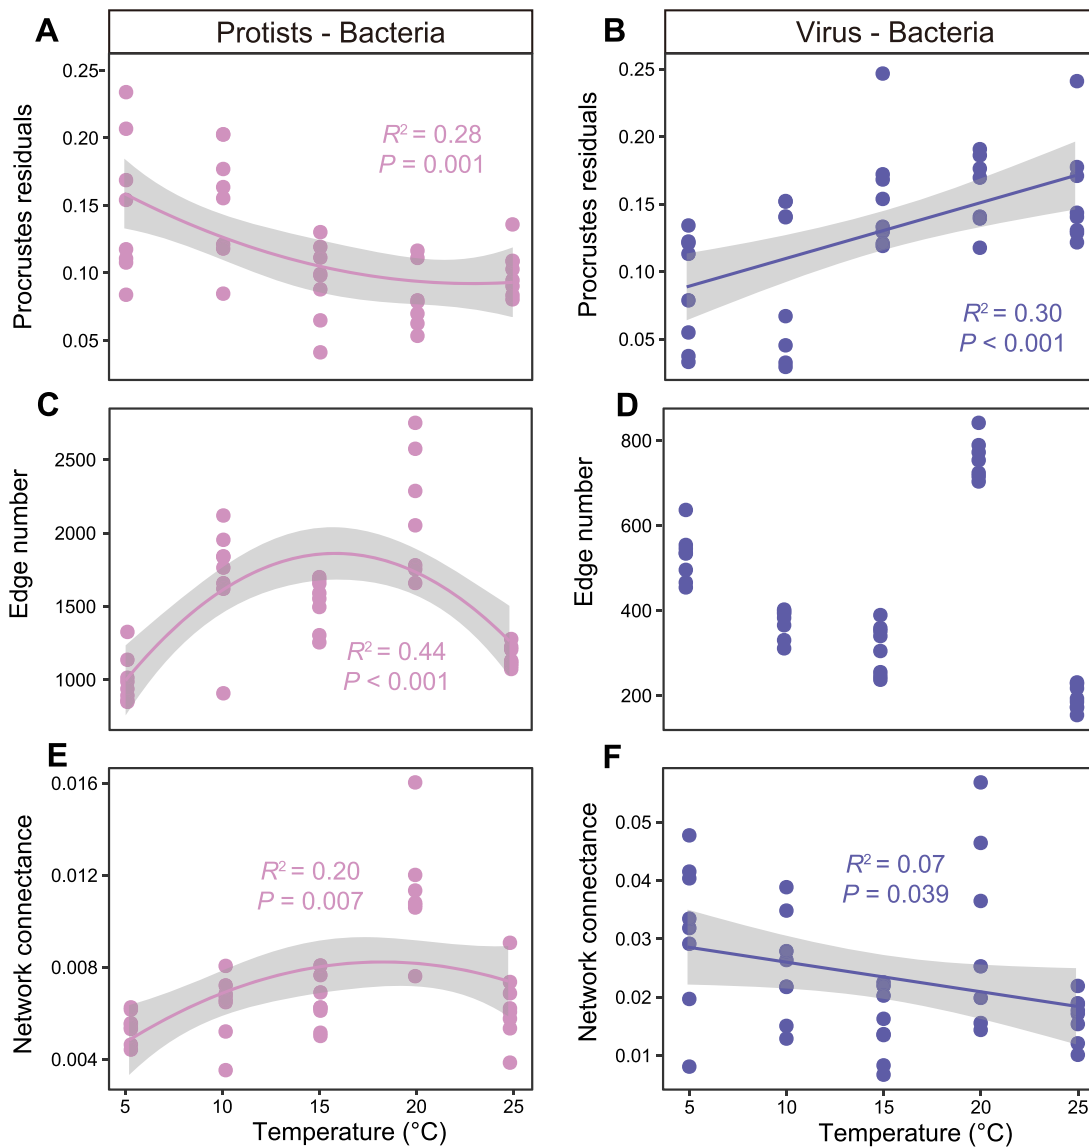 A
Protists - Bacteria
Procrustes residuals
0.25
0.20
0.15
0.10
0.05
R² = 0.28
P = 0.001
B
Virus - Bacteria
Procrustes residuals
0.25
0.20
0.15
0.10
0.05
R² = 0.30
P < 0.001
C
Edge number
2500
2000
1500
1000
R² = 0.44
P < 0.001
D
Edge number
800
600
400
200
E
Network connectance
0.016
0.012
0.008
0.004
R² = 0.20
P = 0.007
5
10
15
20
25
Temperature (°C)
F
Network connectance
0.05
0.04
0.03
0.02
0.01
R² = 0.07
P = 0.039
5
10
15
20
25
Temperature (°C)